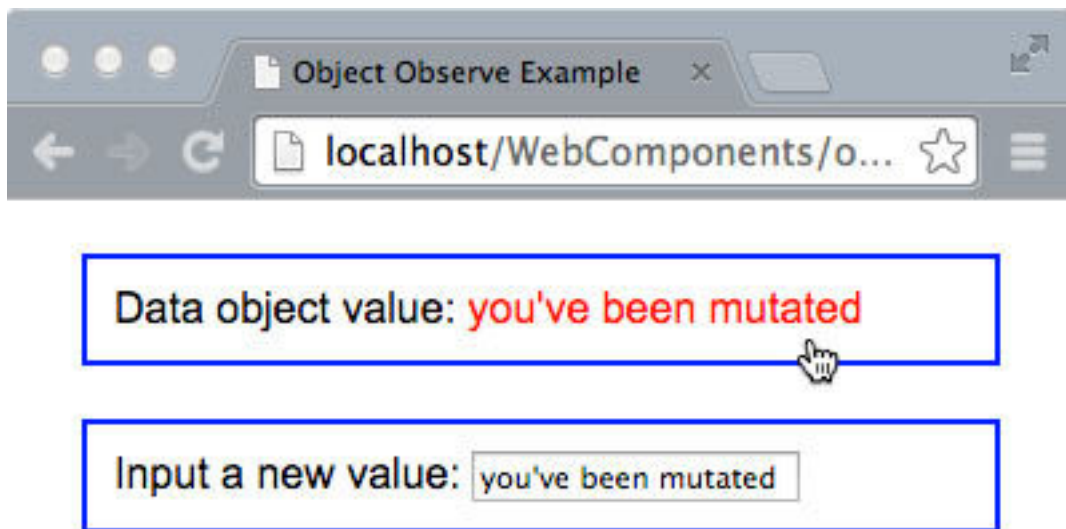 Object Observe Example
localhost/WebComponents/o...
Data object value: you've been mutated
Input a new value: you've been mutated